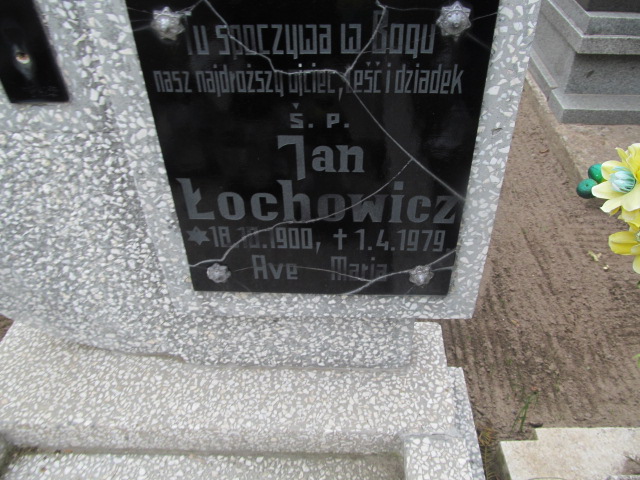 Tu spoczywa w Bogu
nasz najdroższy ojciec, teść i dziadek
Ś. P.
Jan
Łochowicz
* 18.10.1900, ✝ 1.4.1979.
Ave Maria